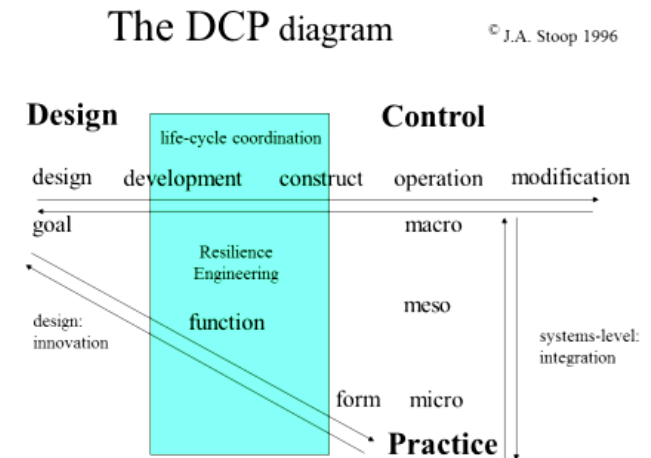 The DCP diagram
© J.A. Stoop 1996
Design
Control
life-cycle coordination
design development construct operation modification
goal
macro
Resilience
Engineering
meso
function
design:
innovation
systems-level:
integration
form
micro
Practice